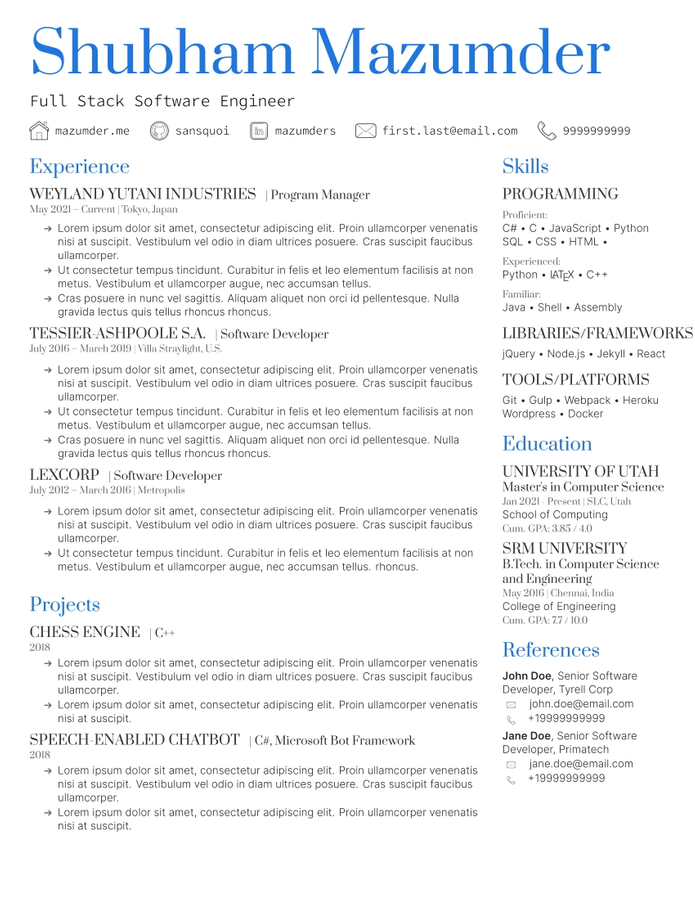 Shubham Mazumder
Full Stack Software Engineer
mazumder.me sansquoi mazumders first.last@email.com 9999999999
Experience
WEYLAND YUTANI INDUSTRIES | Program Manager
May 2021 – Current | Tokyo, Japan
→ Lorem ipsum dolor sit amet, consectetur adipiscing elit. Proin ullamcorper venenatis
nisi at suscipit. Vestibulum vel odio in diam ultrices posuere. Cras suscipit faucibus
ullamcorper.
→ Ut consectetur tempus tincidunt. Curabitur in felis et leo elementum facilisis at non
metus. Vestibulum et ullamcorper augue, nec accumsan tellus.
→ Cras posuere in nunc vel sagittis. Aliquam aliquet non orci id pellentesque. Nulla
gravida lectus quis tellus rhoncus rhoncus.
TESSIER-ASHPOOLE S.A. | Software Developer
July 2016 – March 2019 | Villa Straylight, U.S.
→ Lorem ipsum dolor sit amet, consectetur adipiscing elit. Proin ullamcorper venenatis
nisi at suscipit. Vestibulum vel odio in diam ultrices posuere. Cras suscipit faucibus
ullamcorper.
→ Ut consectetur tempus tincidunt. Curabitur in felis et leo elementum facilisis at non
metus. Vestibulum et ullamcorper augue, nec accumsan tellus.
→ Cras posuere in nunc vel sagittis. Aliquam aliquet non orci id pellentesque. Nulla
gravida lectus quis tellus rhoncus rhoncus.
LEXCORP | Software Developer
July 2012 – March 2016 | Metropolis
→ Lorem ipsum dolor sit amet, consectetur adipiscing elit. Proin ullamcorper venenatis
nisi at suscipit. Vestibulum vel odio in diam ultrices posuere. Cras suscipit faucibus
ullamcorper.
→ Ut consectetur tempus tincidunt. Curabitur in felis et leo elementum facilisis at non
metus. Vestibulum et ullamcorper augue, nec accumsan tellus. rhoncus.
Projects
CHESS ENGINE | C++
2018
→ Lorem ipsum dolor sit amet, consectetur adipiscing elit. Proin ullamcorper venenatis
nisi at suscipit. Vestibulum vel odio in diam ultrices posuere. Cras suscipit faucibus
ullamcorper.
→ Lorem ipsum dolor sit amet, consectetur adipiscing elit. Proin ullamcorper venenatis
nisi at suscipit.
SPEECH-ENABLED CHATBOT | C#, Microsoft Bot Framework
2018
→ Lorem ipsum dolor sit amet, consectetur adipiscing elit. Proin ullamcorper venenatis
nisi at suscipit. Vestibulum vel odio in diam ultrices posuere. Cras suscipit faucibus
ullamcorper.
→ Lorem ipsum dolor sit amet, consectetur adipiscing elit. Proin ullamcorper venenatis
nisi at suscipit.
Skills
PROGRAMMING
Proficient:
C# • C • JavaScript • Python
SQL • CSS • HTML •
Experienced:
Python • LATEX • C++
Familiar:
Java • Shell • Assembly
LIBRARIES/FRAMEWORKS
jQuery • Node.js • Jekyll • React
TOOLS/PLATFORMS
Git • Gulp • Webpack • Heroku
Wordpress • Docker
Education
UNIVERSITY OF UTAH
Master's in Computer Science
Jan 2021 - Present | SLC, Utah
School of Computing
Cum. GPA: 3.85 / 4.0
SRM UNIVERSITY
B.Tech. in Computer Science
and Engineering
May 2016 | Chennai, India
College of Engineering
Cum. GPA: 7.7 / 10.0
References
John Doe, Senior Software
Developer, Tyrell Corp
john.doe@email.com
+19999999999
Jane Doe, Senior Software
Developer, Primatech
jane.doe@email.com
+19999999999